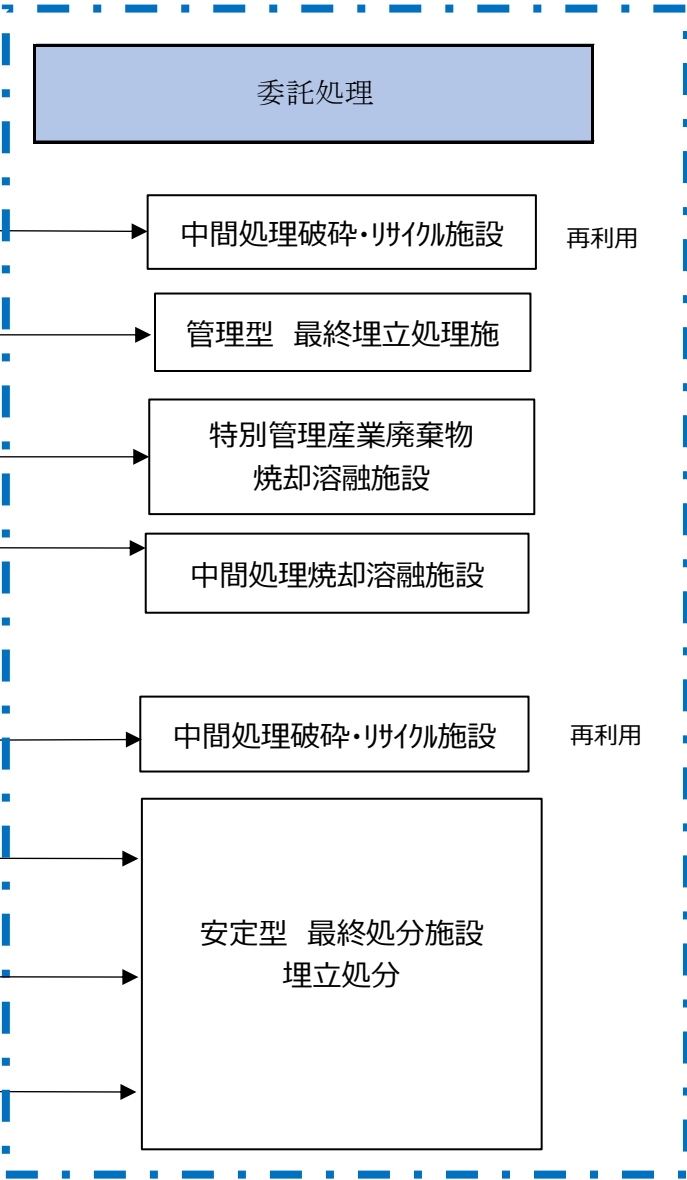 委託処理
中間処理破砕・ﾘｻｲｸﾙ施設
再利用
管理型　最終埋立処理施
特別管理産業廃棄物
焼却溶融施設
中間処理焼却溶融施設
中間処理破砕・ﾘｻｲｸﾙ施設
再利用
安定型　最終処分施設
埋立処分